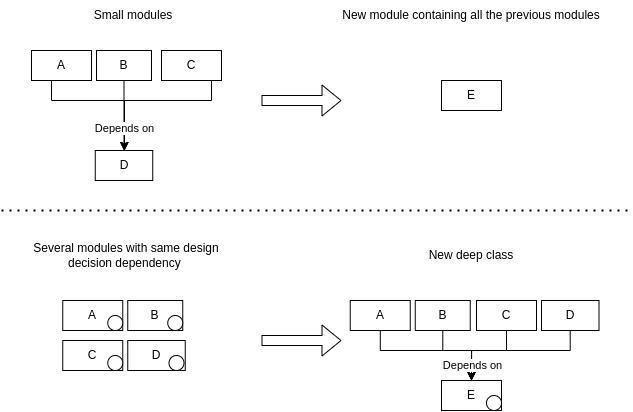 Small modules
New module containing all the previous modules
A
B
C
Depends on
D
E
Several modules with same design
decision dependency
New deep class
A
B
C
D
A
B
C
D
Depends on
E